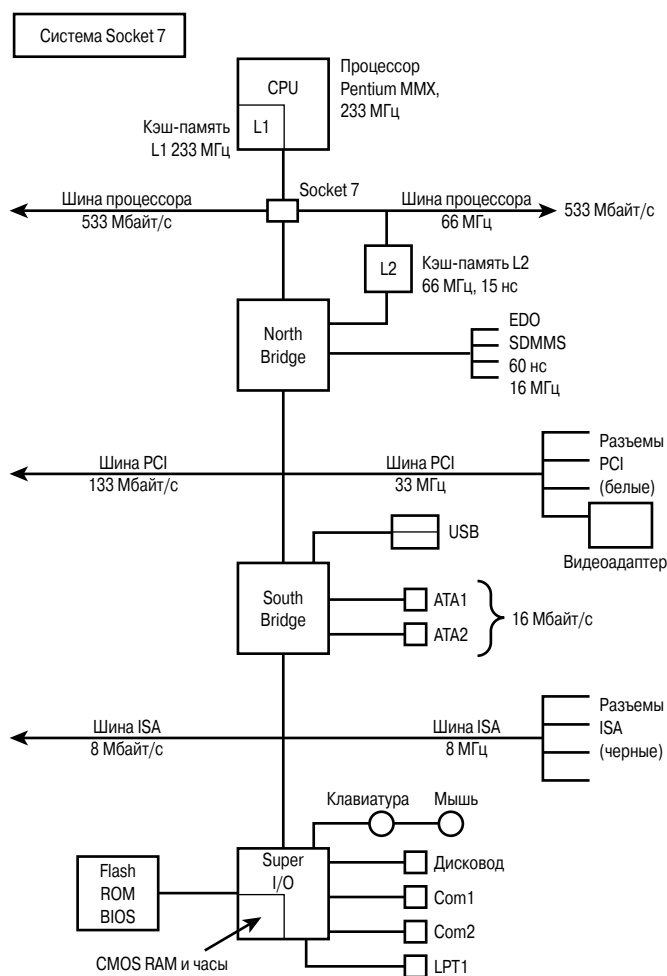 Система Socket 7
CPU
L1
Процессор
Pentium MMX,
233 МГц
Кэш-память
L1 233 МГц
Socket 7
Шина процессора
533 Мбайт/с
Шина процессора
66 МГц
533 Мбайт/с
L2
Кэш-память L2
66 МГц, 15 нс
North
Bridge
EDO
SDMMS
60 нс
16 МГц
Шина PCI
133 Мбайт/с
Шина PCI
33 МГц
Разъемы
PCI
(белые)
Видеоадаптер
USB
South
Bridge
ATA1
ATA2
16 Мбайт/с
Шина ISA
8 Мбайт/с
Шина ISA
8 МГц
Разъемы
ISA
(черные)
Клавиатура
Мышь
Flash
ROM
BIOS
Super
I/O
Дисковод
Com1
Com2
LPT1
CMOS RAM и часы